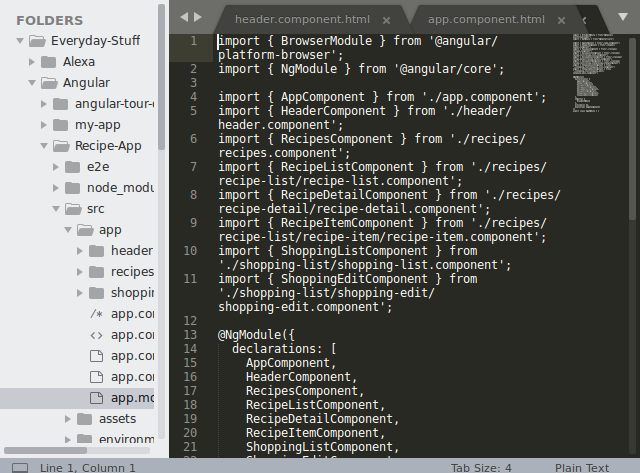 FOLDERS
Everyday-Stuff
Alexa
Angular
angular-tour-
my-app
Recipe-App
e2e
node_modu
src
app
header
recipes
shoppin
/* app.co
<> app.co
app.co
app.co
app.mo
assets
environm
header.component.html ×
app.component.html ×
1 import { BrowserModule } from '@angular/
platform-browser';
2 import { NgModule } from '@angular/core';
3
4 import { AppComponent } from './app.component';
5 import { HeaderComponent } from './header/
header.component';
6 import { RecipesComponent } from './recipes/
recipes.component';
7 import { RecipeListComponent } from './recipes/
recipe-list/recipe-list.component';
8 import { RecipeDetailComponent } from './recipes/
recipe-detail/recipe-detail.component';
9 import { RecipeItemComponent } from './recipes/
recipe-list/recipe-item/recipe-item.component';
10 import { ShoppingListComponent } from
'./shopping-list/shopping-list.component';
11 import { ShoppingEditComponent } from
'./shopping-list/shopping-edit/
shopping-edit.component';
12
13 @NgModule({
14 declarations: [
15 AppComponent,
16 HeaderComponent,
17 RecipesComponent,
18 RecipeListComponent,
19 RecipeDetailComponent,
20 RecipeItemComponent,
21 ShoppingListComponent,
Line 1, Column 1
Tab Size: 4
Plain Text